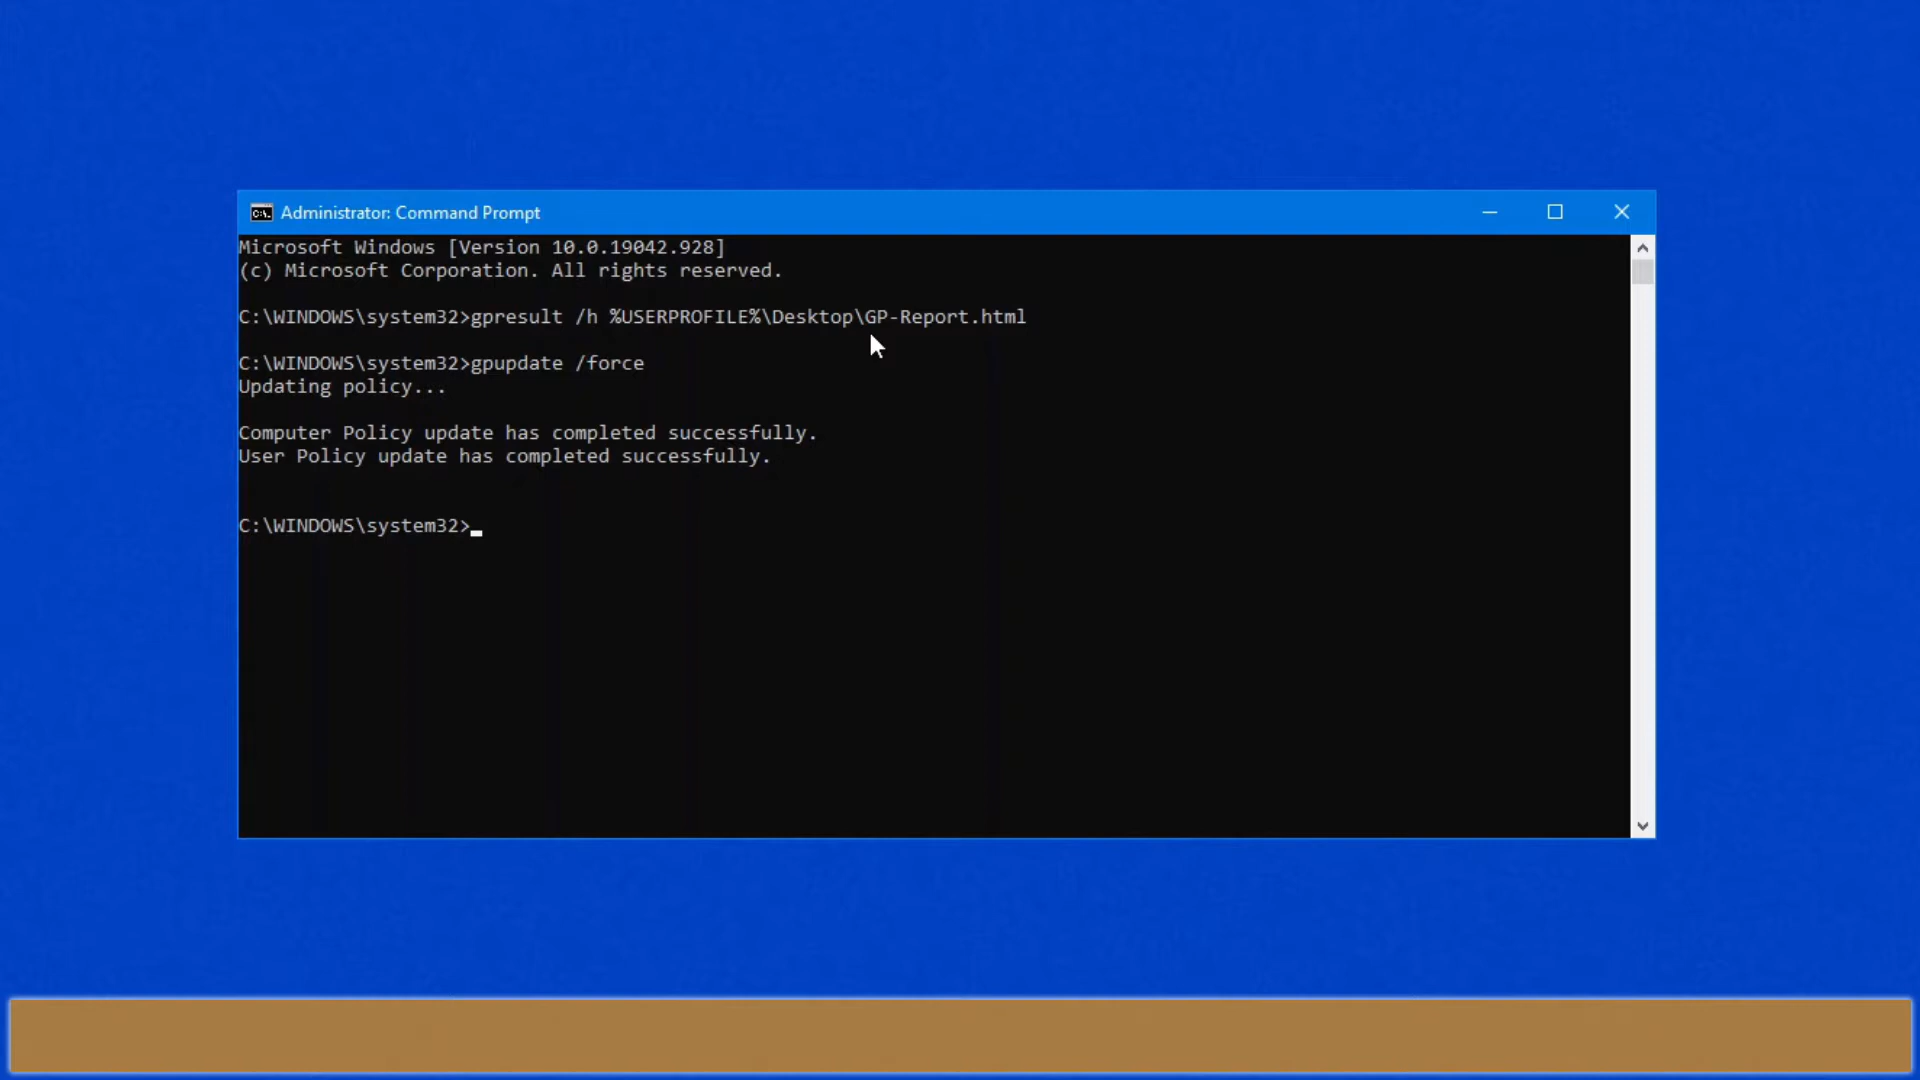 Administrator: Command Prompt
Microsoft Windows [Version 10.0.19042.928]
(c) Microsoft Corporation. All rights reserved.
C:\WINDOWS\system32>gpresult /h %USERPROFILE%\Desktop\GP-Report.html
C:\WINDOWS\system32>gpupdate /force
Updating policy...
Computer Policy update has completed successfully.
User Policy update has completed successfully.
C:\WINDOWS\system32>